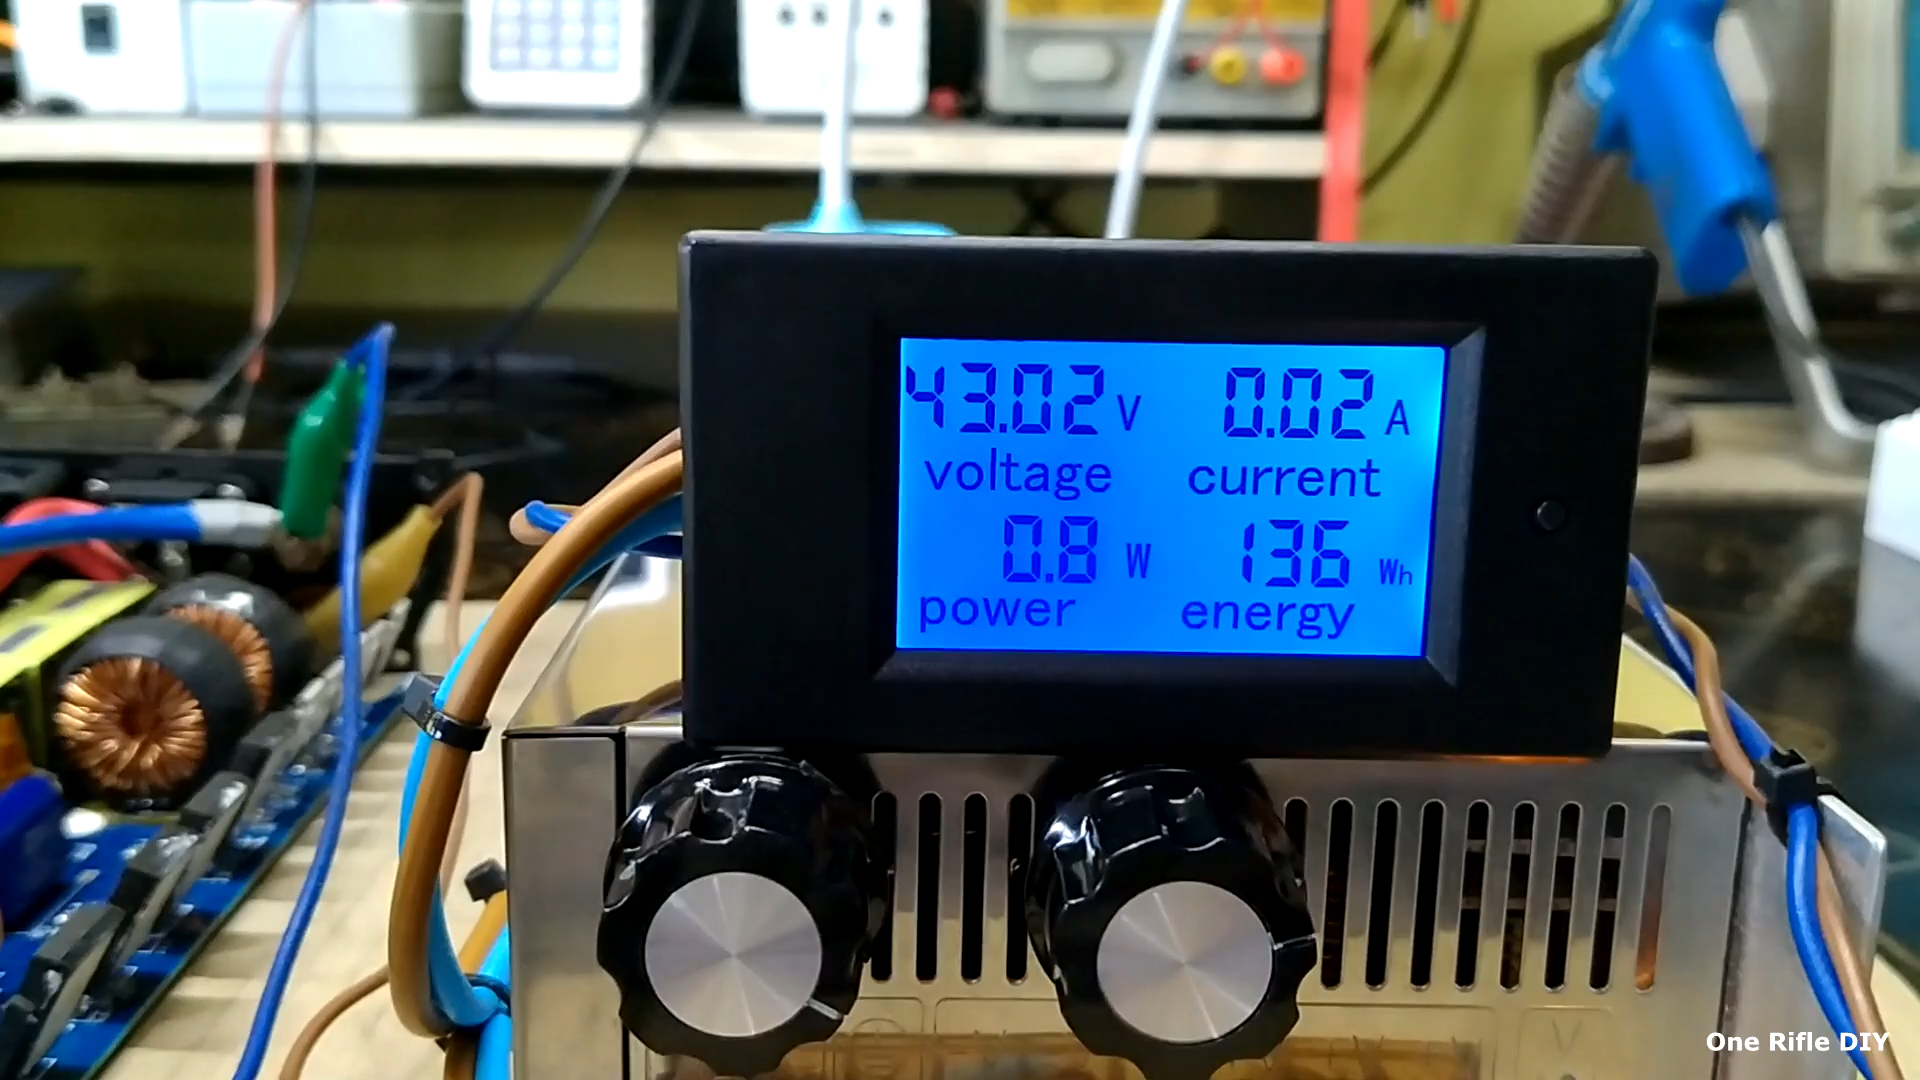 43.02 V 0.02 A
voltage current
0.8 W 136 Wh
power energy
One Rifle DIY